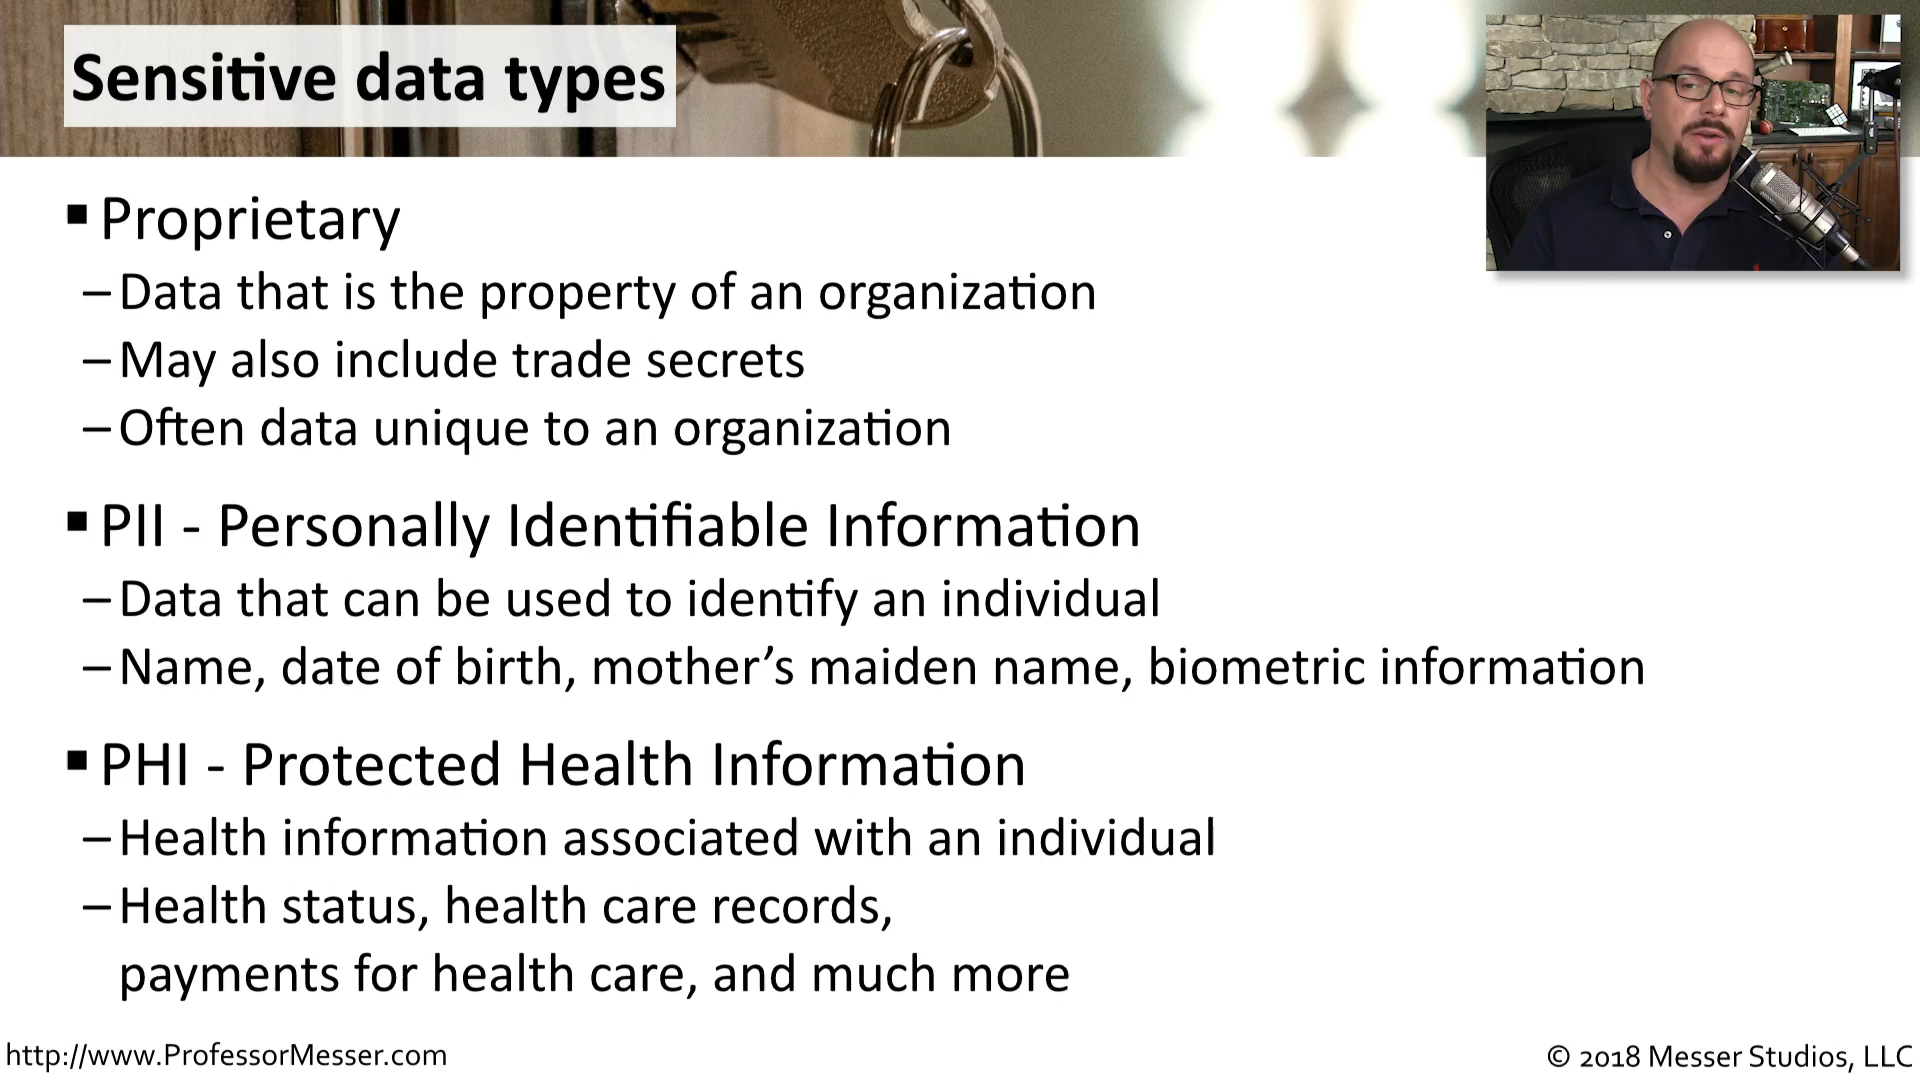 Sensitive data types
▪ Proprietary
– Data that is the property of an organization
– May also include trade secrets
– Often data unique to an organization
▪ PII - Personally Identifiable Information
– Data that can be used to identify an individual
– Name, date of birth, mother’s maiden name, biometric information
▪ PHI - Protected Health Information
– Health information associated with an individual
– Health status, health care records,
payments for health care, and much more
http://www.ProfessorMesser.com
© 2018 Messer Studios, LLC